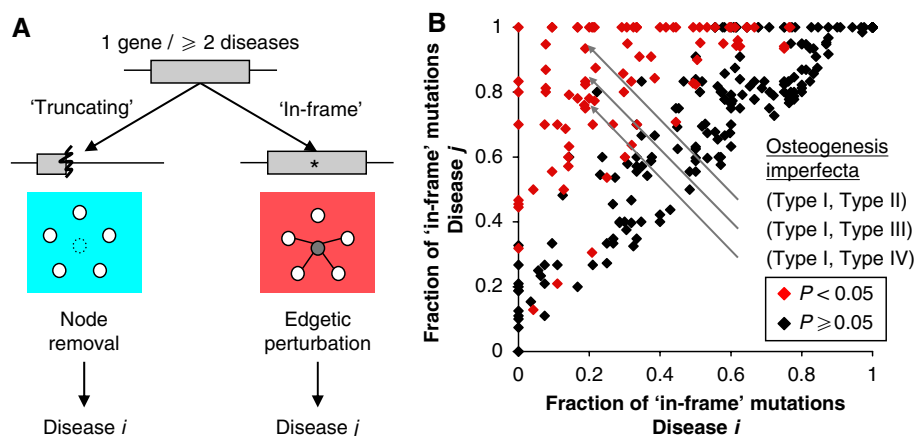 A
1 gene / ⩾ 2 diseases
'Truncating'
'In-frame'
*
Node
removal
Edgetic
perturbation
Disease i
Disease j
B
Fraction of 'in-frame' mutations
Disease j
1
0.8
0.6
0.4
0.2
0
0
0.2
0.4
0.6
0.8
1
Fraction of 'in-frame' mutations
Disease i
Osteogenesis
imperfecta
(Type I, Type II)
(Type I, Type III)
(Type I, Type IV)
P < 0.05
P ⩾ 0.05